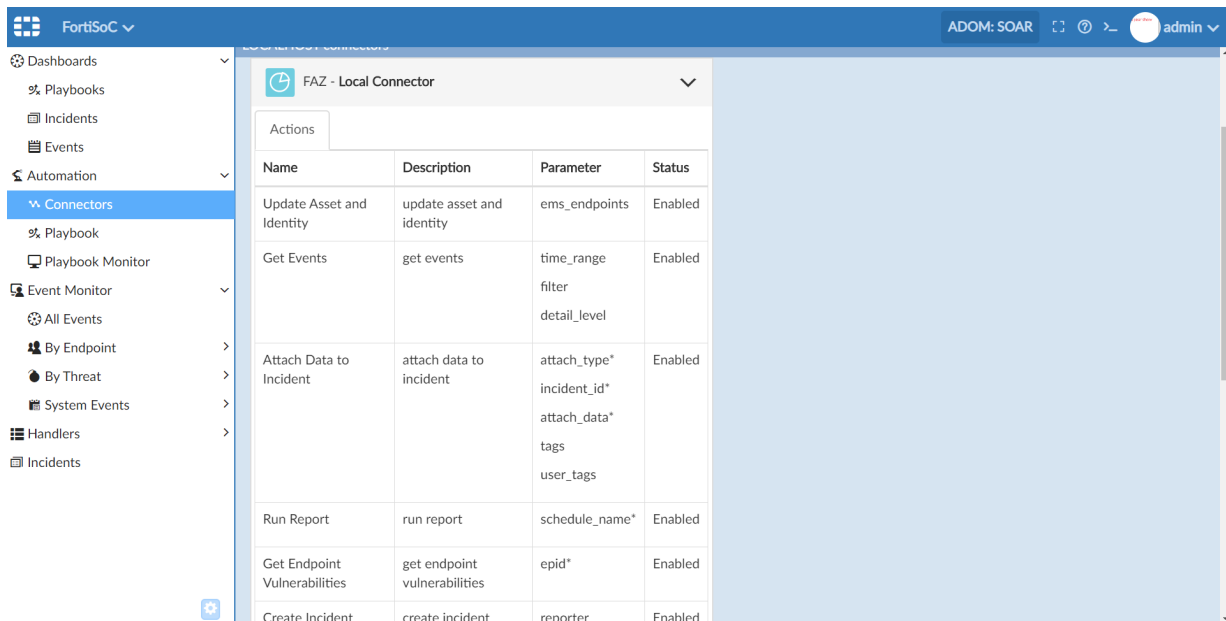 FortiSoC
ADOM: SOAR
admin
Dashboards
Playbooks
Incidents
Events
Automation
Connectors
Playbook
Playbook Monitor
Event Monitor
All Events
By Endpoint
By Threat
System Events
Handlers
Incidents
FAZ - Local Connector
Actions
Name Description Parameter Status
Update Asset and update asset and ems_endpoints Enabled
Identity identity
Get Events get events time_range Enabled
filter
detail_level
Attach Data to attach data to attach_type* Enabled
Incident incident incident_id*
attach_data*
tags
user_tags
Run Report run report schedule_name* Enabled
Get Endpoint get endpoint epid* Enabled
Vulnerabilities vulnerabilities
Create Incident create incident reporter Enabled